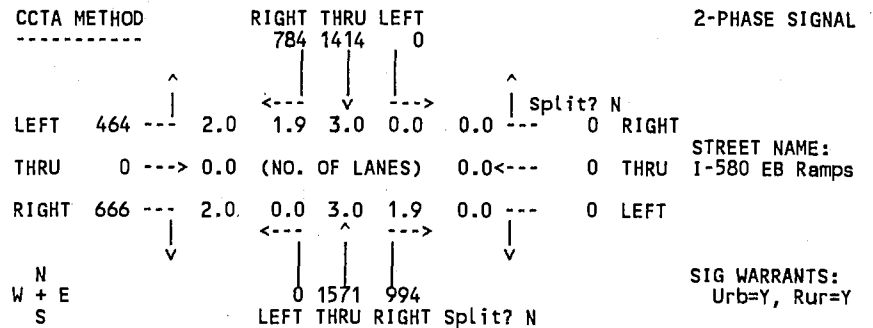 CCTA METHOD RIGHT THRU LEFT 2-PHASE SIGNAL
----------- 784 1414 0
^ | | | ^
| <--- v ---> | Split? N
LEFT 464 --- 2.0 1.9 3.0 0.0 0.0 --- 0 RIGHT
STREET NAME:
THRU 0 ---> 0.0 (NO. OF LANES) 0.0<--- 0 THRU I-580 EB Ramps
RIGHT 666 --- 2.0 0.0 3.0 1.9 0.0 --- 0 LEFT
| <--- ^ ---> |
v | | | v
N SIG WARRANTS:
W + E 0 1571 994 Urb=Y, Rur=Y
S LEFT THRU RIGHT Split? N